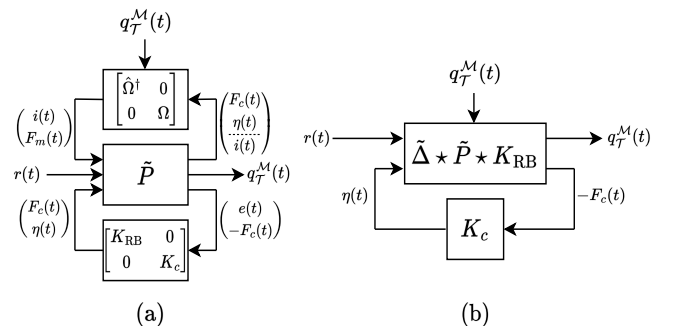 q_𝒯^ℳ(t)
[Ω̂† 0
0 Ω]
(i(t)
F_m(t))
(F_c(t)
η(t)
i(t))
r(t)
P̃
q_𝒯^ℳ(t)
(F_c(t)
η(t))
(e(t)
−F_c(t))
[K_RB 0
0 K_c]
(a)
q_𝒯^ℳ(t)
r(t)
Δ̃ ⋆ P̃ ⋆ K_RB
q_𝒯^ℳ(t)
η(t)
−F_c(t)
K_c
(b)